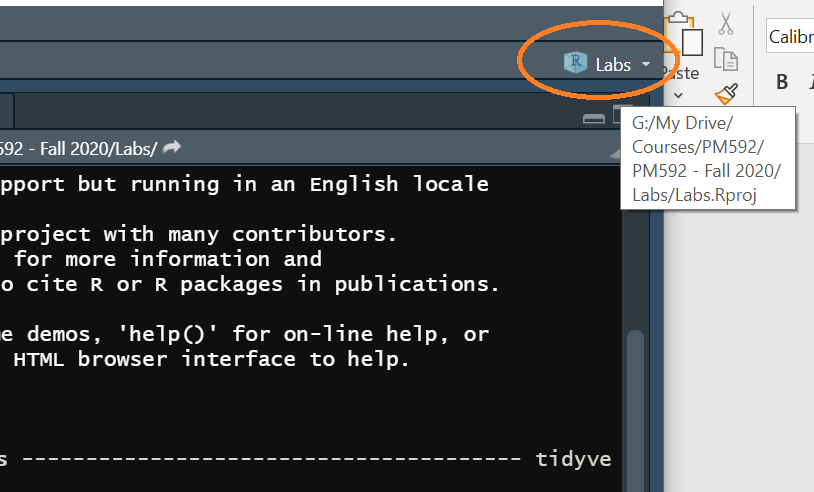 Labs
Calibr
Paste
B I
G:/My Drive/
Courses/PM592/
PM592 - Fall 2020/
Labs/Labs.Rproj
592 - Fall 2020/Labs/
pport but running in an English locale
project with many contributors.
for more information and
o cite R or R packages in publications.
me demos, 'help()' for on-line help, or
HTML browser interface to help.
s ---------------------------------------- tidyve